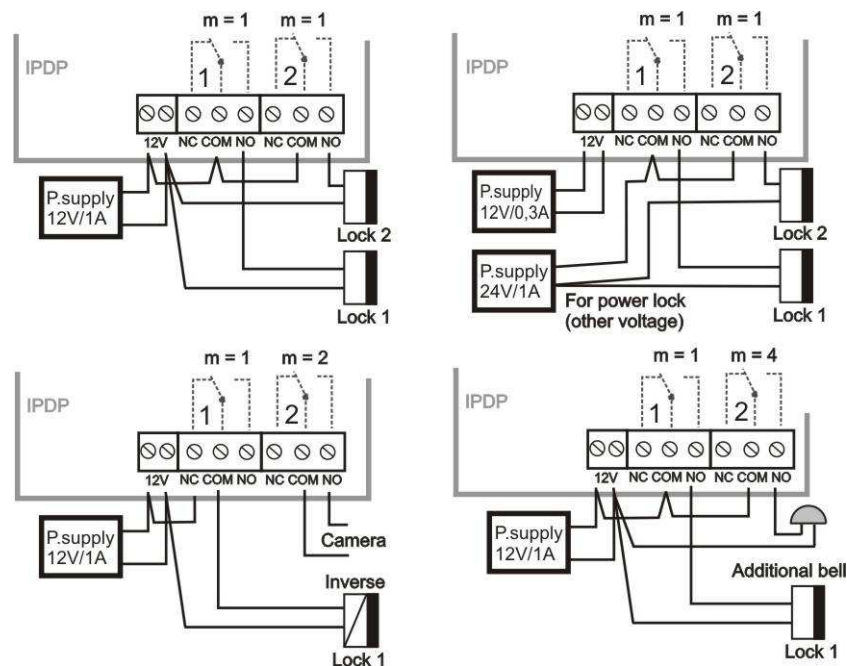 m = 1 m = 1
IPDP
1 2
NC COM NO NC COM NO
12V
P.supply
12V/1A
Lock 2
Lock 1
m = 1 m = 1
IPDP
1 2
NC COM NO NC COM NO
12V
P.supply
12V/0,3A
Lock 2
P.supply
24V/1A
For power lock
(other voltage)
Lock 1
m = 1 m = 2
IPDP
1 2
NC COM NO NC COM NO
12V
P.supply
12V/1A
Camera
Inverse
Lock 1
m = 1 m = 4
IPDP
1 2
NC COM NO NC COM NO
12V
P.supply
12V/1A
Additional bell
Lock 1